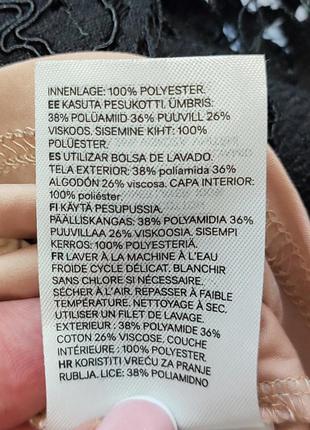 INNENLAGE: 100% POLYESTER.
EE KASUTA PESUKOTTI. ÜMBRIS:
38% POLÜAMIID 36% PUUVILL 26%
VISKOOS. SISEMINE KIHT: 100%
POLÜESTER.
ES UTILIZAR BOLSA DE LAVADO.
TELA EXTERIOR: 38% poliamida 36%
ALGODÓN 26% viscosa. CAPA INTERIOR:
100% poliéster.
FI KÄYTÄ PESUPUSSIA.
PÄÄLLISKANGAS: 38% POLYAMIDIA 36%
PUUVILLAA 26% VISKOOSIA. SISEMPI
KERROS: 100% POLYESTERIÄ.
FR LAVER À LA MACHINE À L'EAU
FROIDE CYCLE DÉLICAT. BLANCHIR
SANS CHLORE SI NÉCESSAIRE.
SÉCHER À L'AIR. REPASSER À FAIBLE
TEMPÉRATURE. NETTOYAGE À SEC.
UTILISER UN FILET DE LAVAGE.
EXTERIEUR : 38% POLYAMIDE 36%
COTON 26% VISCOSE, COUCHE
INTÉRIEURE : 100% POLYESTER.
HR KORISTITI VREĆU ZA PRANJE
RUBLJA. LICE: 38% POLIAMIDNO